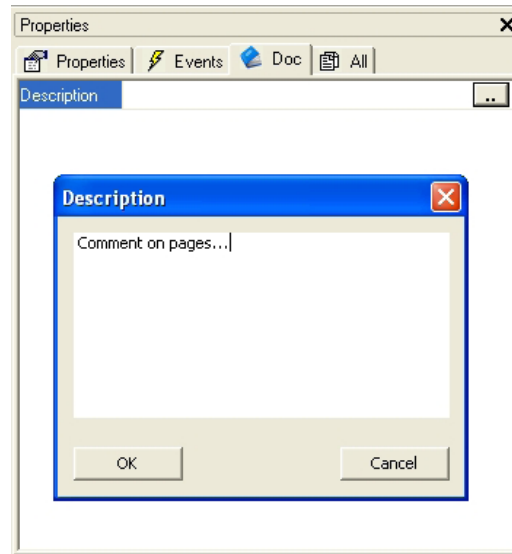 Properties
Properties Events Doc All
Description ..
Description
Comment on pages...
OK Cancel